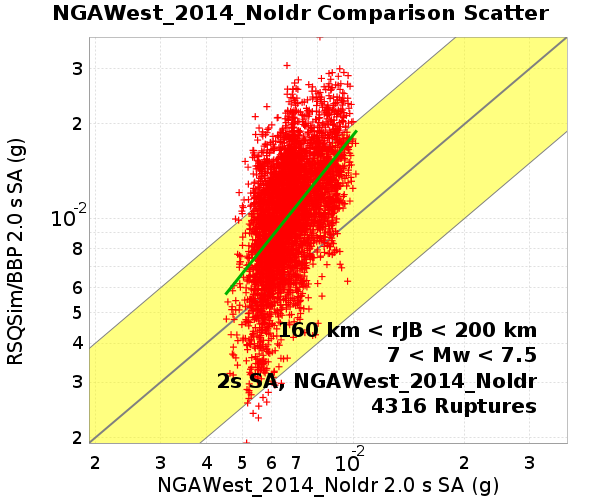 NGAWest_2014_NoIdr Comparison Scatter
RSQSim/BBP 2.0 s SA (g)
3
2
10-2
8
6
5
4
3
2
160 km < rJB < 200 km
7 < Mw < 7.5
2s SA, NGAWest_2014_NoIdr
4316 Ruptures
2 3 4 5 6 7 10-2 2 3
NGAWest_2014_NoIdr 2.0 s SA (g)